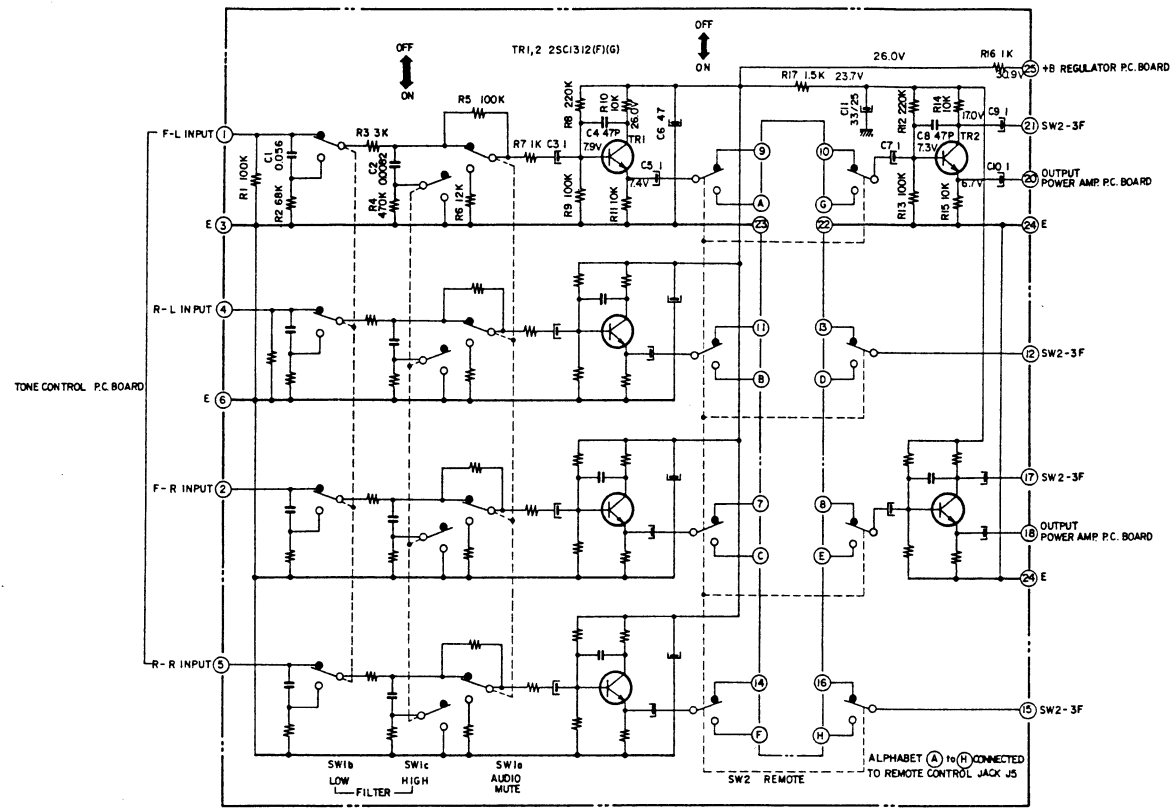 OFF
ON
TR1,2 2SC1312(F)(G)
OFF
ON
26.0V
R16 1K
30.9V
25 +B REGULATOR P.C. BOARD
R17 1.5K 23.7V
R5 100K
R8 220K
R10 10K
26.0V
C6 47
C11 33/25
R12 220K
R14 10K
17.0V
C9 1
21 SW2-3F
F-L INPUT 1
R1 100K
C1 0.056
R2 68K
R3 3K
C2 0.0082
R4 470K
R6 12K
R7 1K C3 1
C4 47P
7.9V
TR1
R9 100K
R11 10K
7.4V
C5 1
9
10
A
G
C7 1
C8 47P
7.3V
TR2
R13 100K
R15 10K
6.7V
C10 1
20 OUTPUT
POWER AMP. P.C. BOARD
E 3
23
22
24 E
R-L INPUT 4
11
13
12 SW2-3F
B
D
TONE CONTROL P.C. BOARD
E 6
F-R INPUT 2
7
8
17 SW2-3F
18 OUTPUT
POWER AMP. P.C. BOARD
C
E
24 E
R-R INPUT 5
14
16
15 SW2-3F
F
H
SW1b
LOW
SW1c
HIGH
FILTER
SW1a
AUDIO
MUTE
SW2 REMOTE
ALPHABET A to H CONNECTED
TO REMOTE CONTROL JACK J5